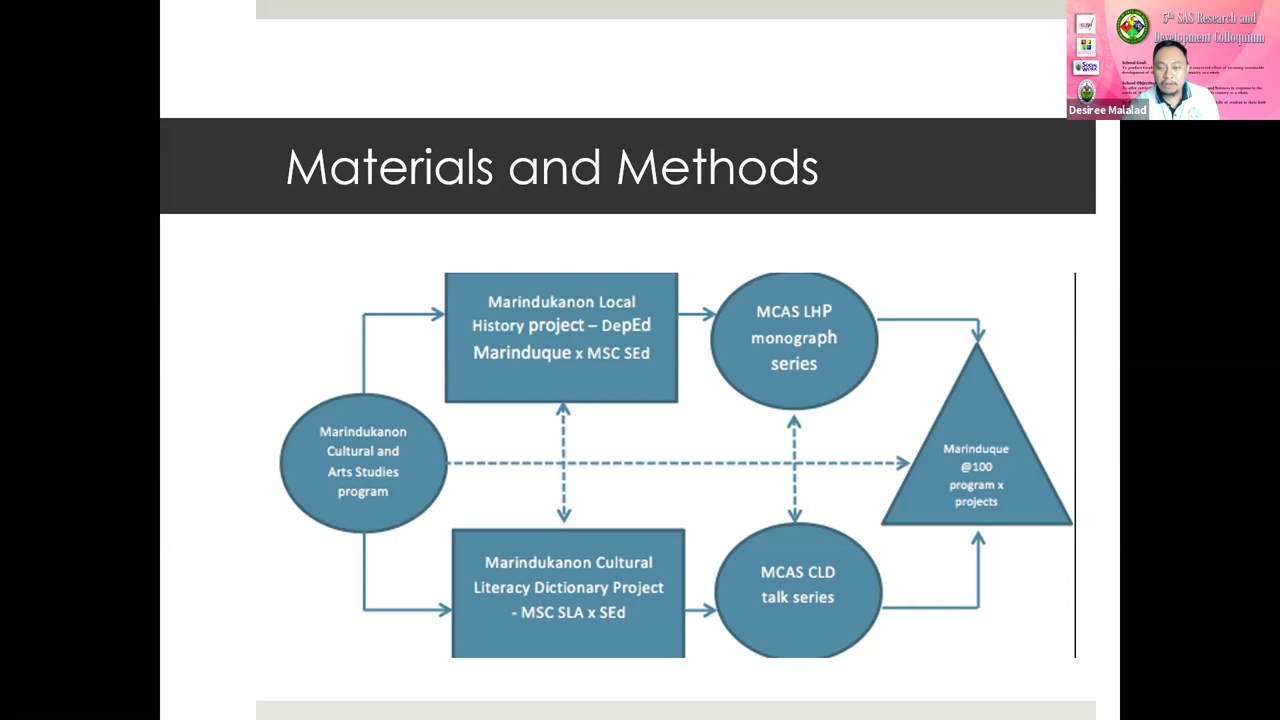 5th SAS Research and
Development Colloquium
School Goal:
Desiree Malalad
Materials and Methods
Marindukanon Local
History project – DepEd
Marinduque x MSC SEd
MCAS LHP
monograph
series
Marindukanon
Cultural and
Arts Studies
program
Marinduque
@100
program x
projects
Marindukanon Cultural
Literacy Dictionary Project
- MSC SLA x SEd
MCAS CLD
talk series